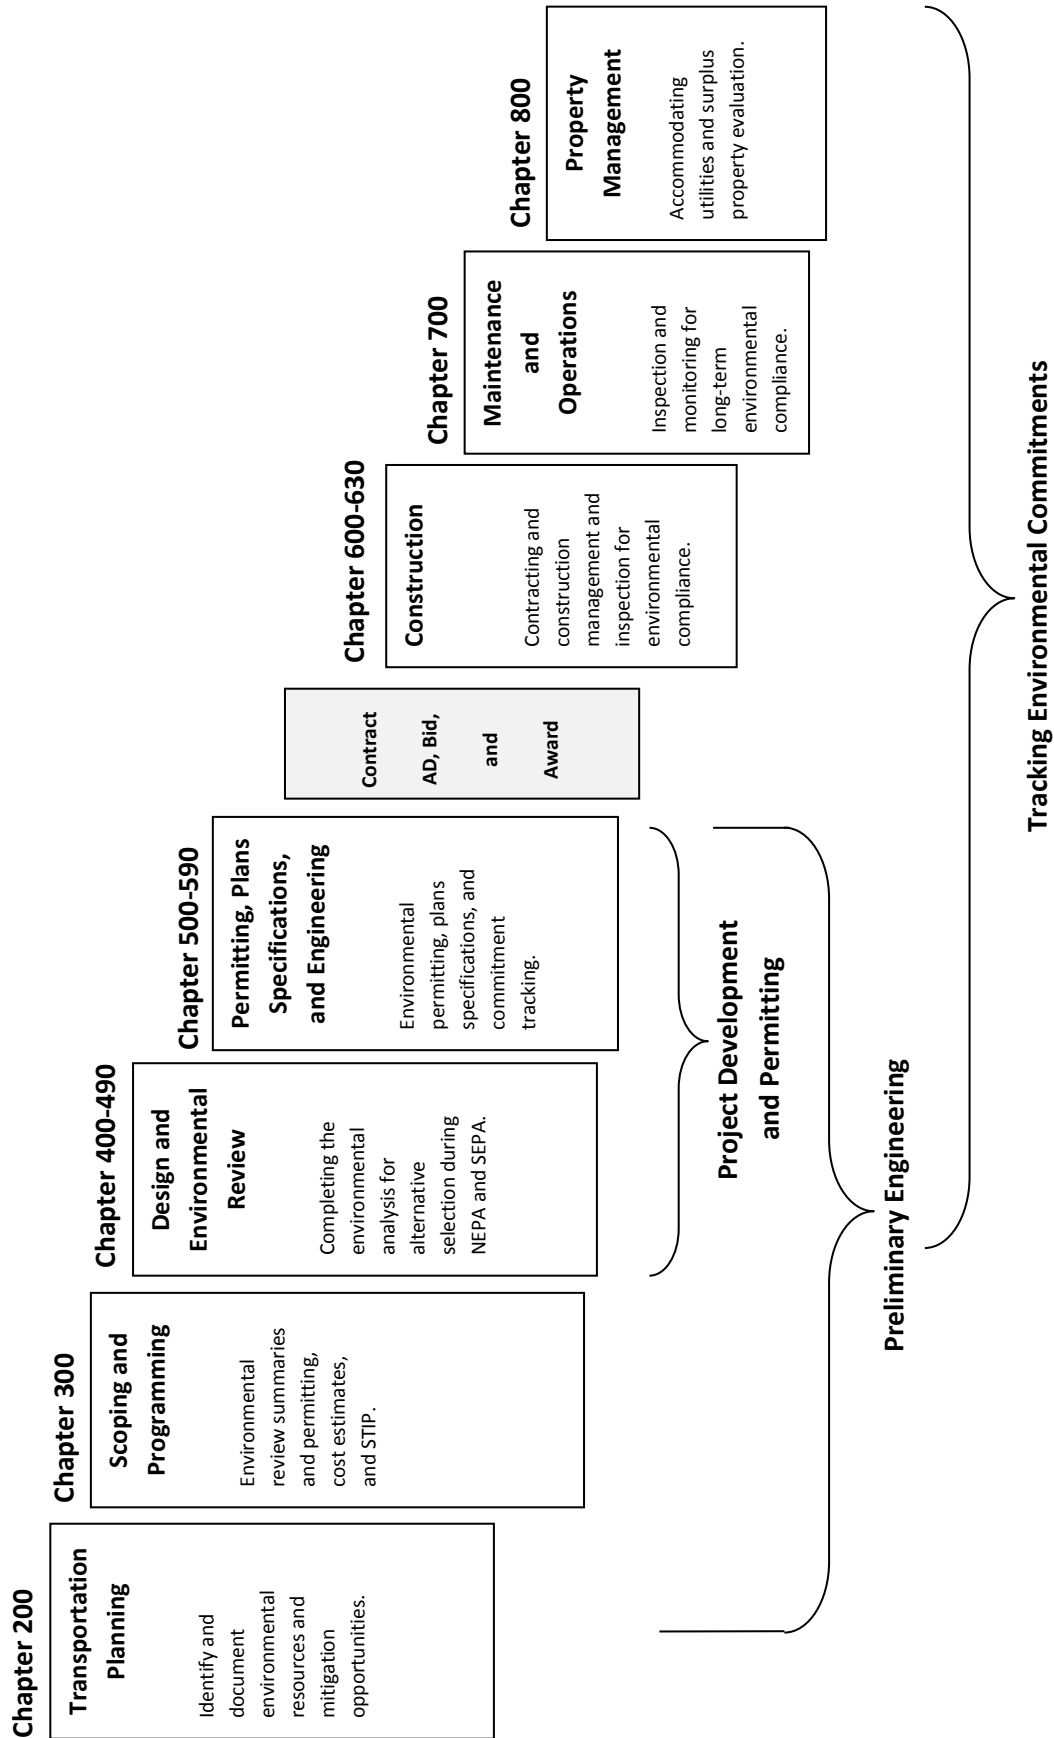 Chapter 200
Transportation
Planning
Identify and
document
environmental
resources and
mitigation
opportunities.
Chapter 300
Scoping and
Programming
Environmental
review summaries
and permitting,
cost estimates,
and STIP.
Chapter 400-490
Design and
Environmental
Review
Completing the
environmental
analysis for
alternative
selection during
NEPA and SEPA.
Chapter 500-590
Permitting, Plans
Specifications,
and Engineering
Environmental
permitting, plans
specifications, and
commitment
tracking.
Contract
AD, Bid,
and
Award
Chapter 600-630
Construction
Contracting and
construction
management and
inspection for
environmental
compliance.
Chapter 700
Maintenance
and
Operations
Inspection and
monitoring for
long-term
environmental
compliance.
Chapter 800
Property
Management
Accommodating
utilities and surplus
property evaluation.
Project Development
and Permitting
Preliminary Engineering
Tracking Environmental Commitments